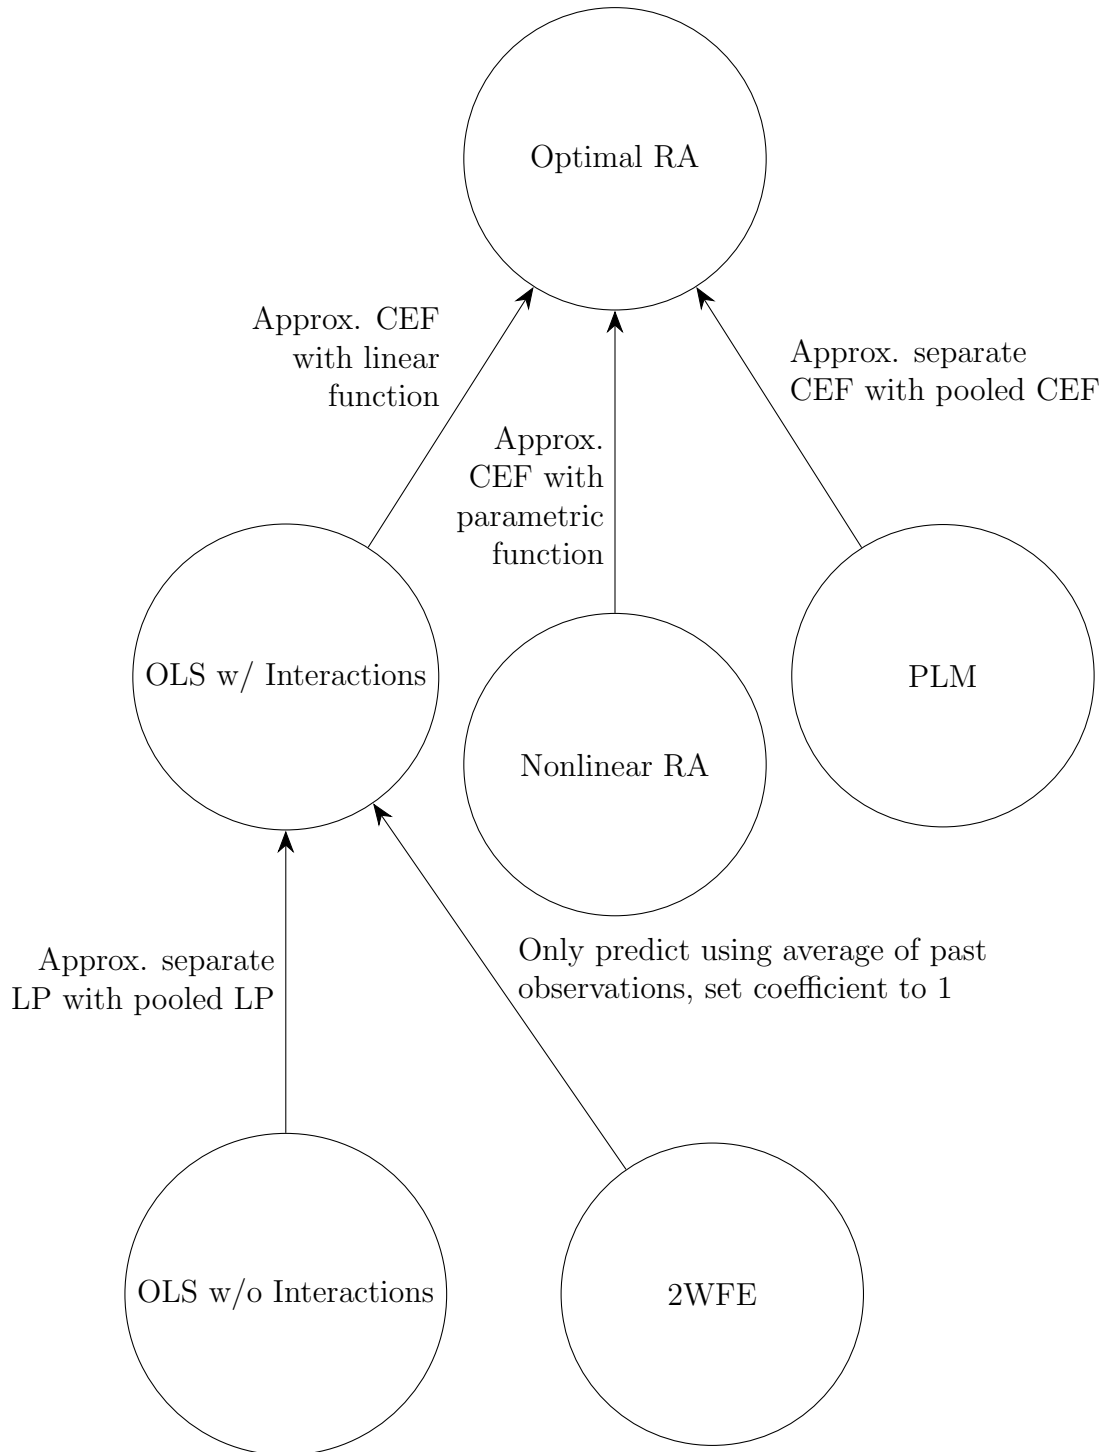 Optimal RA
Approx. CEF
with linear
function
Approx. separate
CEF with pooled CEF
Approx.
CEF with
parametric
function
OLS w/ Interactions
PLM
Nonlinear RA
Approx. separate
LP with pooled LP
Only predict using average of past
observations, set coefficient to 1
OLS w/o Interactions
2WFE